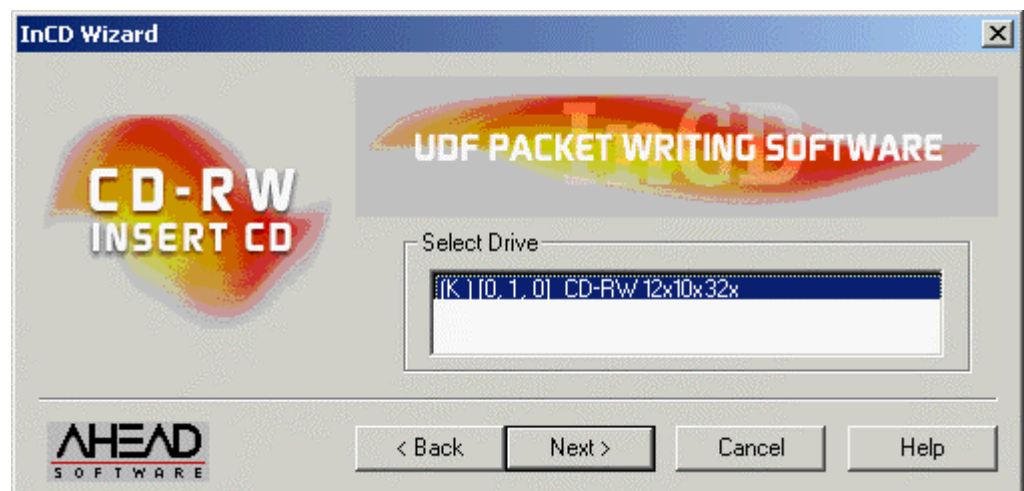 InCD Wizard
InCD
UDF PACKET WRITING SOFTWARE
CD-RW
INSERT CD
Select Drive
(K ) [0, 1, 0] CD-RW 12x10x32x
AHEAD
SOFTWARE
< Back
Next >
Cancel
Help